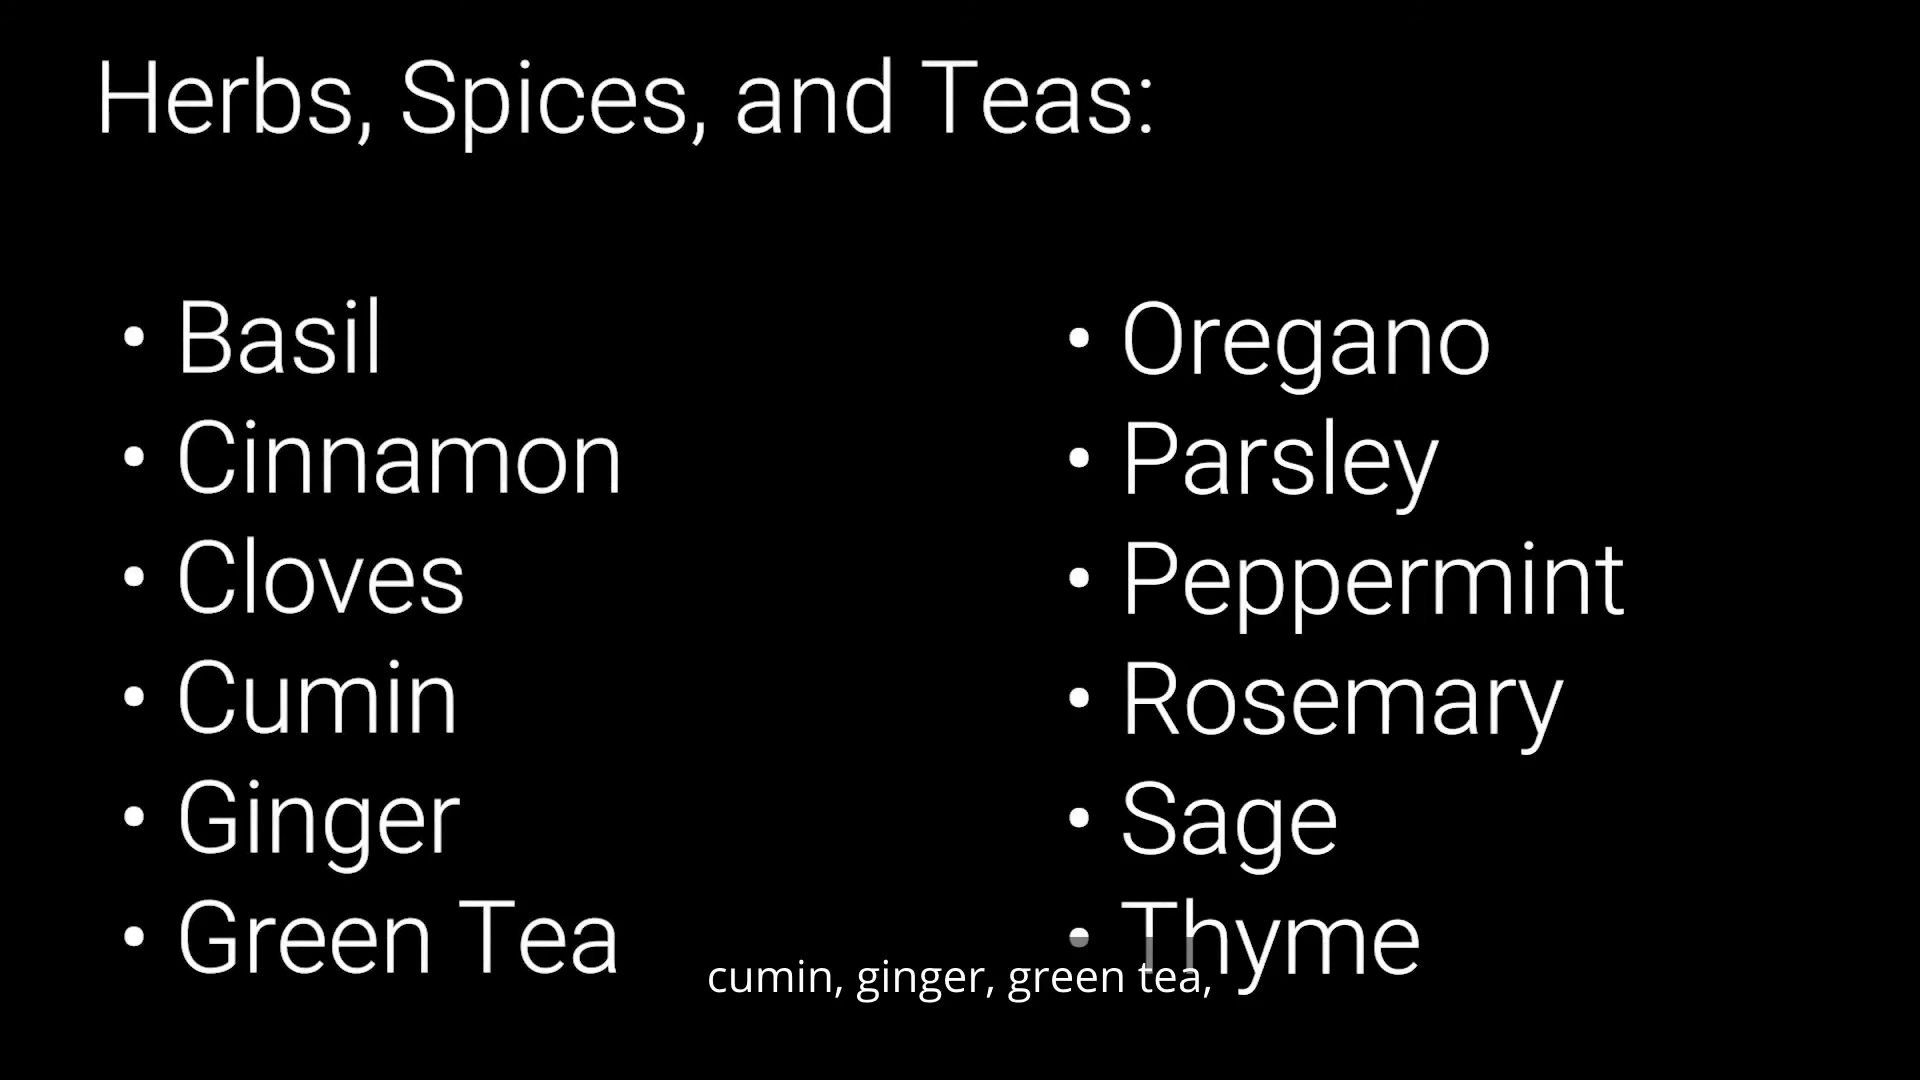 Herbs, Spices, and Teas:
• Basil
• Cinnamon
• Cloves
• Cumin
• Ginger
• Green Tea
• Oregano
• Parsley
• Peppermint
• Rosemary
• Sage
• Thyme
cumin, ginger, green tea,